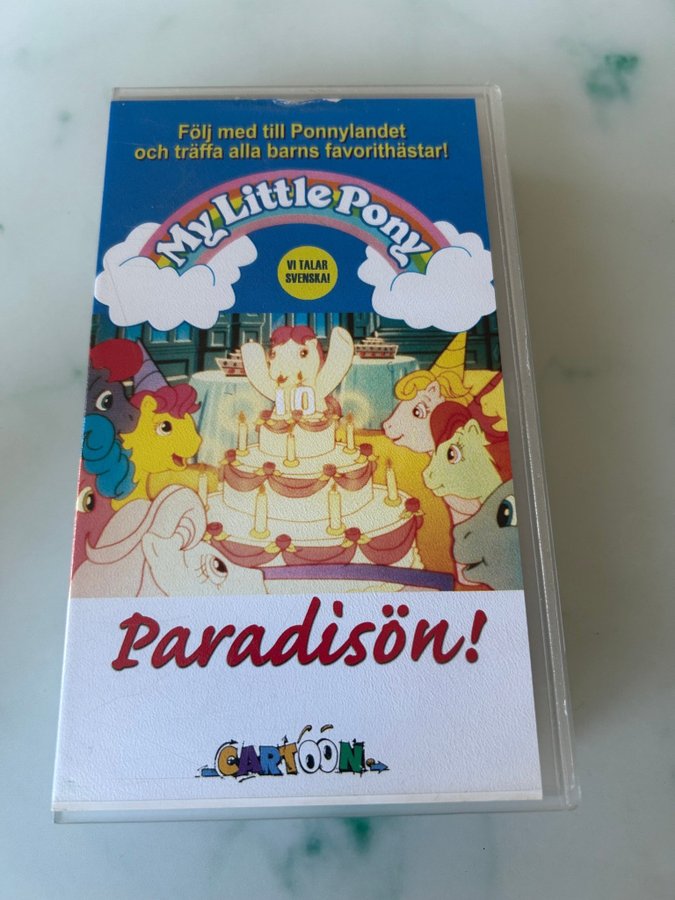 Följ med till Ponnylandet
och träffa alla barns favorithästar!
My Little Pony
VI TALAR
SVENSKA!
10
Paradisön!
CARTOON